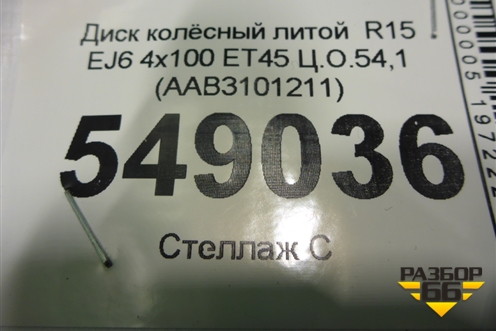 Диск колёсный литой R15
EJ6 4x100 ET45 Ц.О.54,1
(AAB3101211)
549036
Стеллаж С
РАЗБОР
66